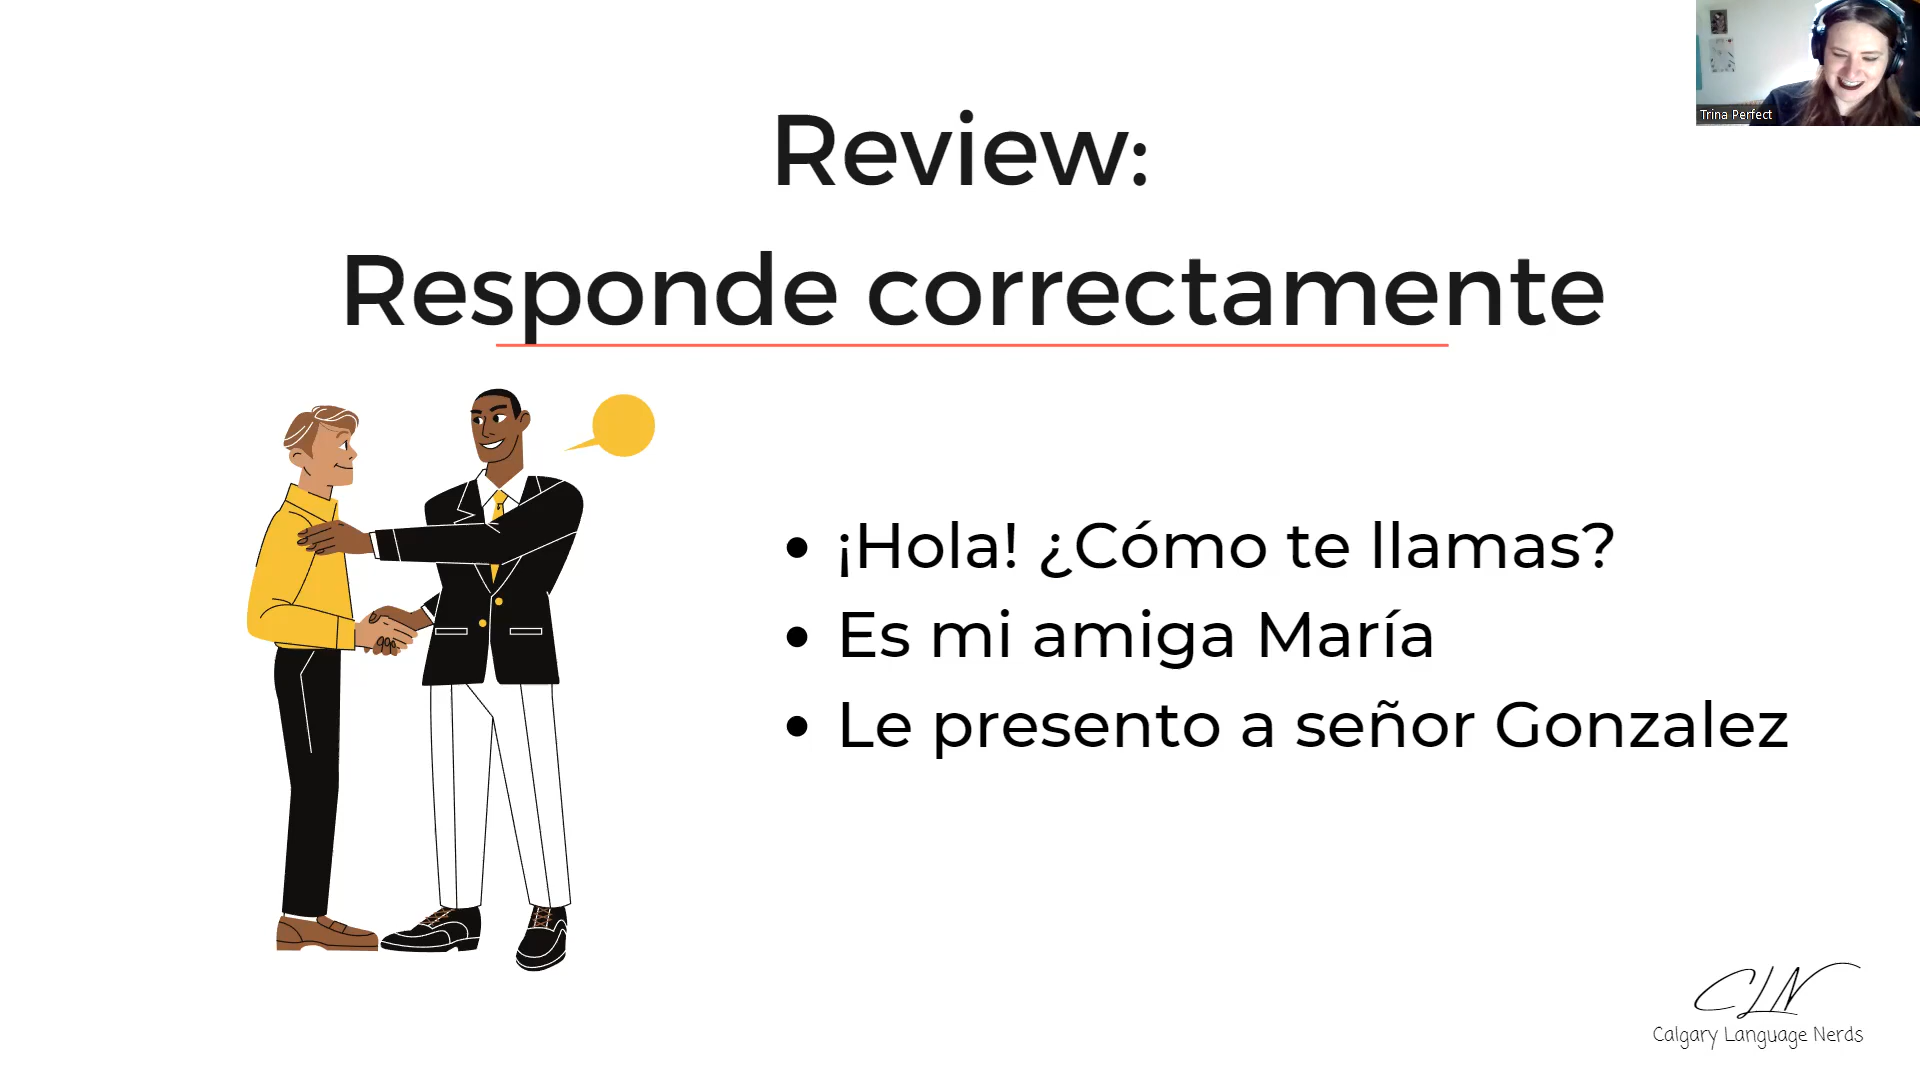 Trina Perfect
Review:
Responde correctamente
• ¡Hola! ¿Cómo te llamas?
• Es mi amiga María
• Le presento a señor Gonzalez
CLN
Calgary Language Nerds